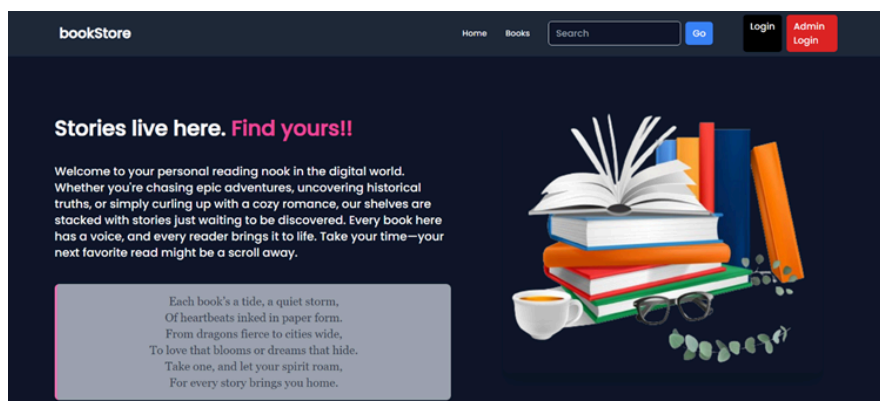 bookStore
Home
Books
Search
Go
Login
Admin
Login
Stories live here. Find yours!!
Welcome to your personal reading nook in the digital world.
Whether you're chasing epic adventures, uncovering historical
truths, or simply curling up with a cozy romance, our shelves are
stacked with stories just waiting to be discovered. Every book here
has a voice, and every reader brings it to life. Take your time—your
next favorite read might be a scroll away.
Each book's a tide, a quiet storm,
Of heartbeats inked in paper form.
From dragons fierce to cities wide,
To love that blooms or dreams that hide.
Take one, and let your spirit roam,
For every story brings you home.